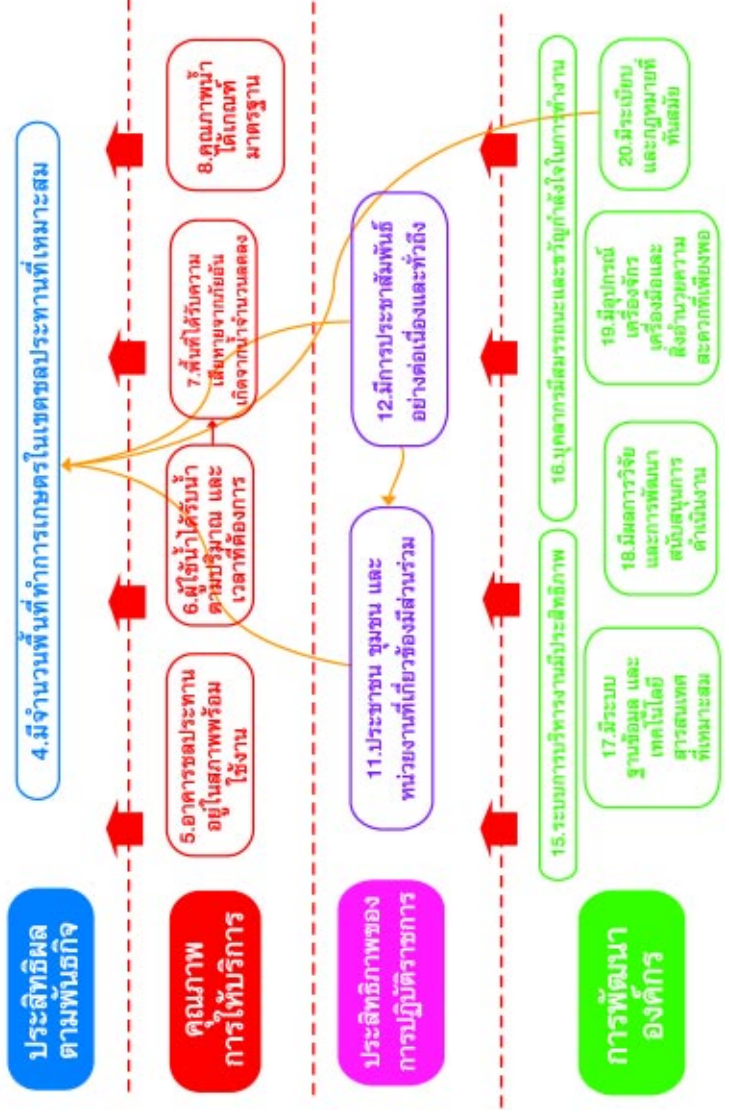 ประสิทธิผล
ตามพันธกิจ
4.มีจำนวนพื้นที่ทำการเกษตรในเขตชลประทานที่เหมาะสม
คุณภาพ
การให้บริการ
5.อาคารชลประทาน
อยู่ในสภาพพร้อม
ใช้งาน
6.ผู้ใช้น้ำได้รับน้ำ
ตามปริมาณ และ
เวลาที่ต้องการ
7.พื้นที่ได้รับความ
เสียหายจากภัยอัน
เกิดจากน้ำจำนวนลดลง
8.คุณภาพน้ำ
ได้เกณฑ์
มาตรฐาน
ประสิทธิภาพของ
การปฏิบัติราชการ
11.ประชาชน ชุมชน และ
หน่วยงานที่เกี่ยวข้องมีส่วนร่วม
12.มีการประชาสัมพันธ์
อย่างต่อเนื่องและทั่วถึง
การพัฒนา
องค์กร
15.ระบบการบริหารงานมีประสิทธิภาพ
16.บุคลากรมีสมรรถนะและขวัญกำลังใจในการทำงาน
17.มีระบบ
ฐานข้อมูล และ
เทคโนโลยี
สารสนเทศ
ที่เหมาะสม
18.มีผลการวิจัย
และการพัฒนา
สนับสนุนการ
ดำเนินงาน
19.มีอุปกรณ์
เครื่องจักร
เครื่องมือและ
สิ่งอำนวยความ
สะดวกที่เพียงพอ
20.มีระเบียบ
และกฎหมายที่
ทันสมัย